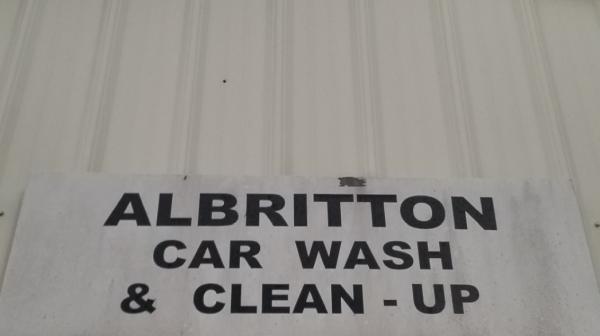 ALBRITTON
CAR WASH
& CLEAN - UP